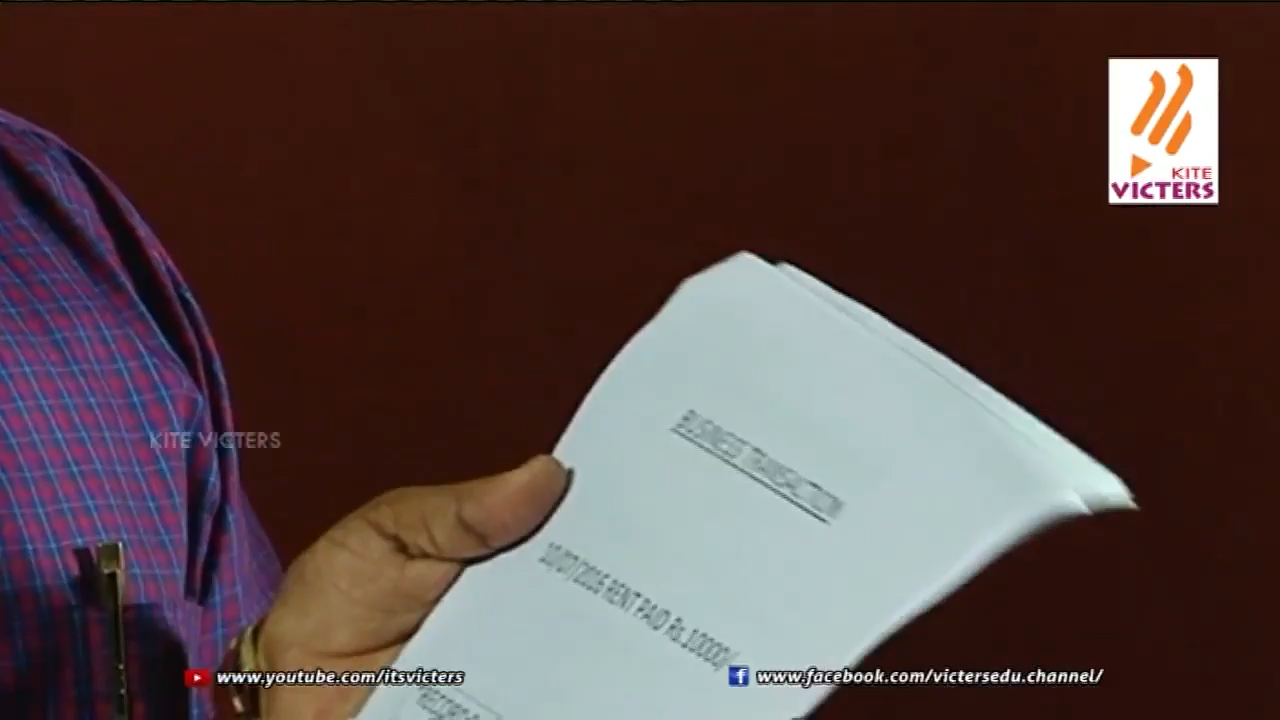 KITE
VICTERS
BUSINESS TRANSACTION
KITE VICTERS
10/07/2016 RENT PAID Rs.10000/-
www.youtube.com/itsvicters
www.facebook.com/victersedu.channel/